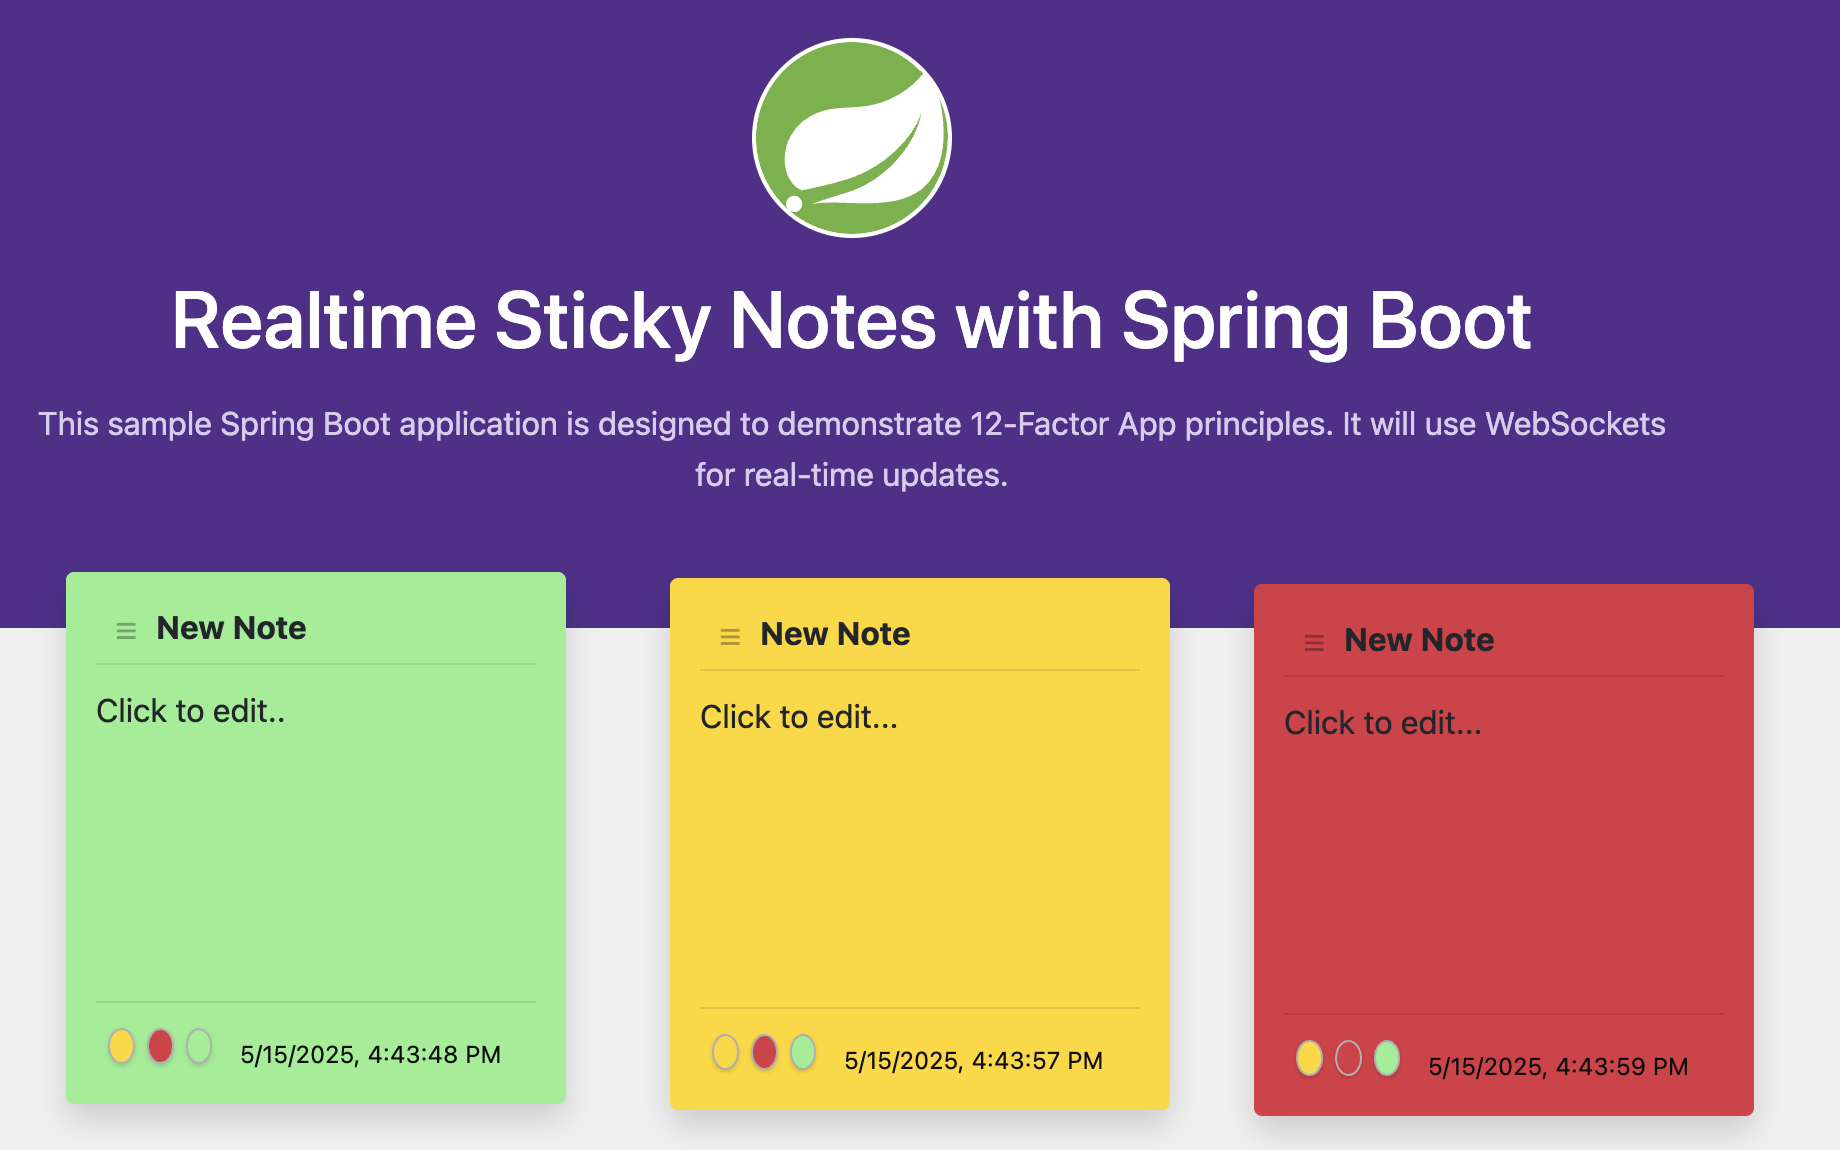 Realtime Sticky Notes with Spring Boot
This sample Spring Boot application is designed to demonstrate 12-Factor App principles. It will use WebSockets
for real-time updates.
New Note
Click to edit..
5/15/2025, 4:43:48 PM
New Note
Click to edit...
5/15/2025, 4:43:57 PM
New Note
Click to edit...
5/15/2025, 4:43:59 PM